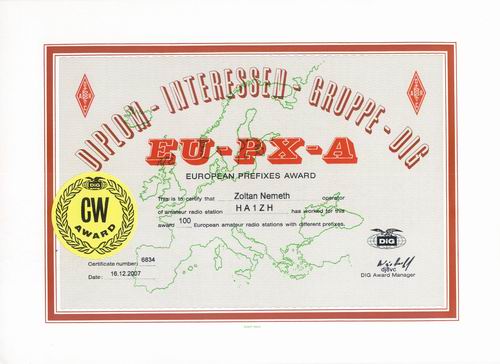 DIPLOM - INTERESSEN - GRUPPE - DIG
EU-PX-A
EUROPEAN PREFIXES AWARD
This is to certify that Zoltan Nemeth operator
of amateur radio station HA1ZH has worked for this
award 100 European amateur radio stations with different prefixes.
DIG
CW
AWARD
DIG
Certificate number: 6834
Date: 16.12.2007
dj8vc
DIG Award Manager